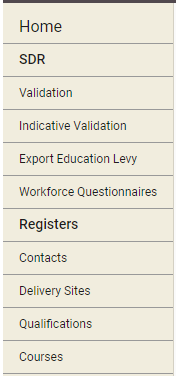 Home
SDR
Validation
Indicative Validation
Export Education Levy
Workforce Questionnaires
Registers
Contacts
Delivery Sites
Qualifications
Courses